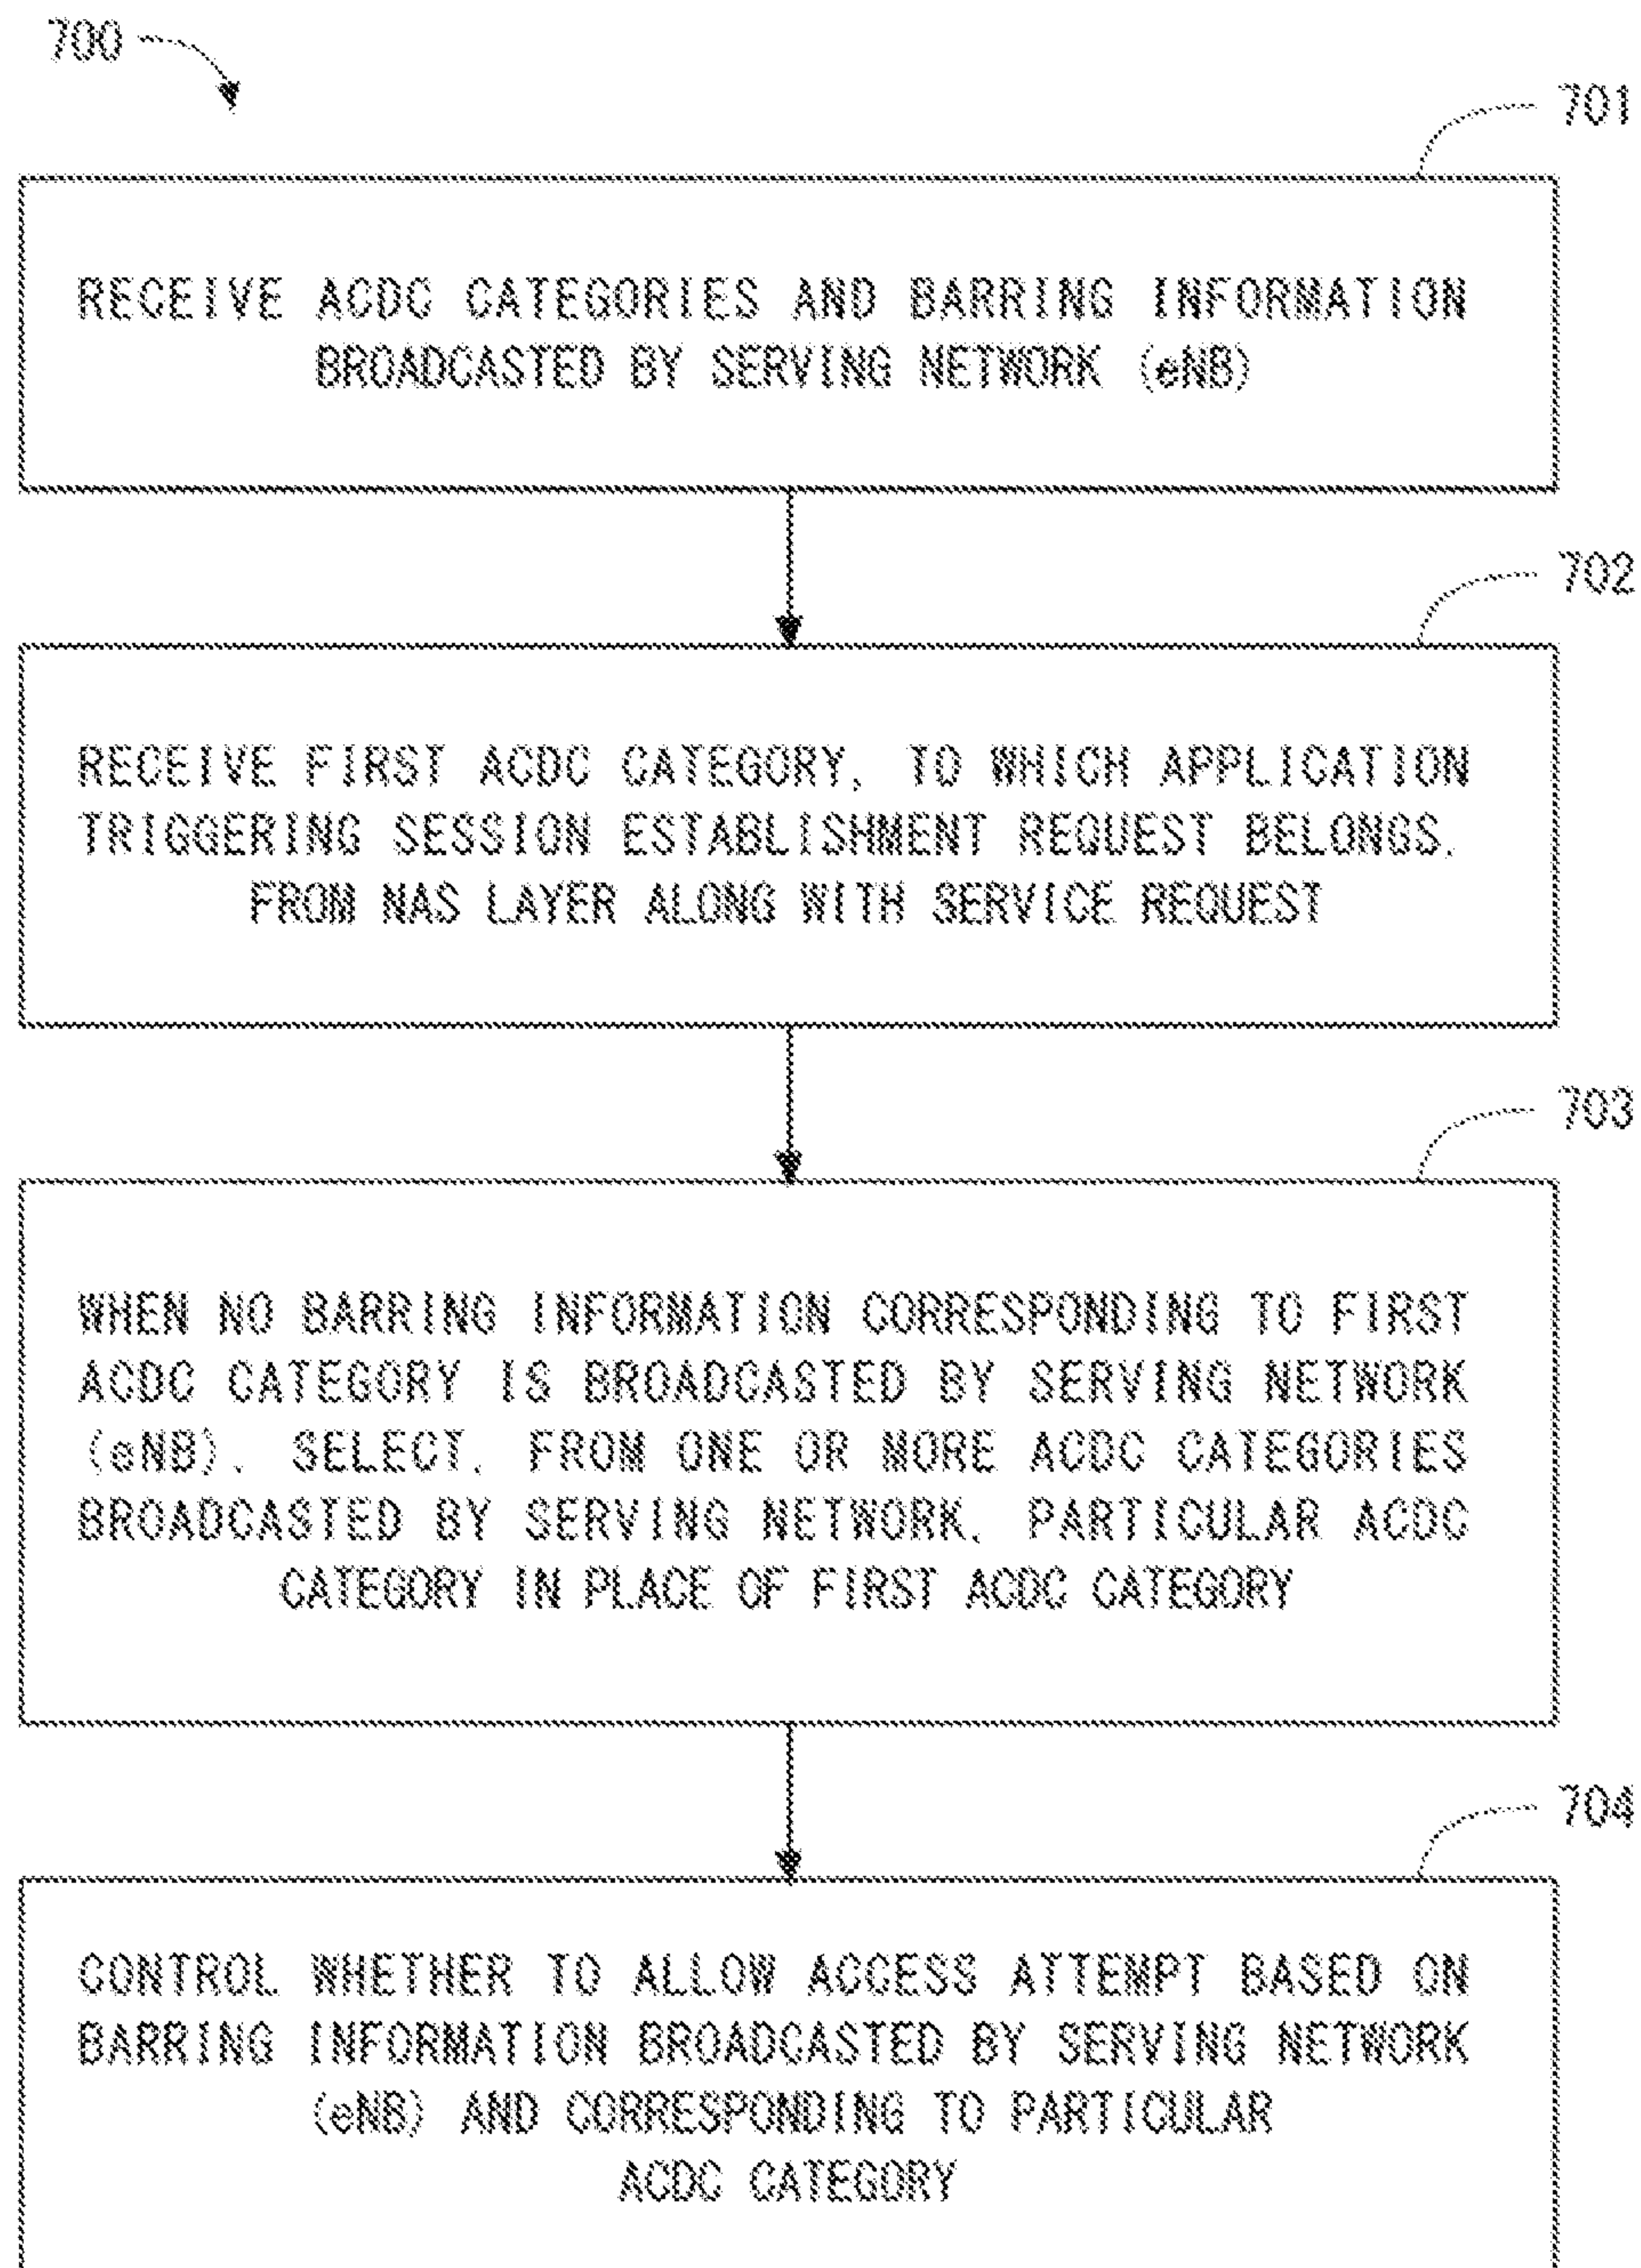 700
701
RECEIVE ACDC CATEGORIES AND BARRING INFORMATION
BROADCASTED BY SERVING NETWORK (eNB)
702
RECEIVE FIRST ACDC CATEGORY, TO WHICH APPLICATION
TRIGGERING SESSION ESTABLISHMENT REQUEST BELONGS,
FROM NAS LAYER ALONG WITH SERVICE REQUEST
703
WHEN NO BARRING INFORMATION CORRESPONDING TO FIRST
ACDC CATEGORY IS BROADCASTED BY SERVING NETWORK
(eNB), SELECT, FROM ONE OR MORE ACDC CATEGORIES
BROADCASTED BY SERVING NETWORK, PARTICULAR ACDC
CATEGORY IN PLACE OF FIRST ACDC CATEGORY
704
CONTROL WHETHER TO ALLOW ACCESS ATTEMPT BASED ON
BARRING INFORMATION BROADCASTED BY SERVING NETWORK
(eNB) AND CORRESPONDING TO PARTICULAR
ACDC CATEGORY